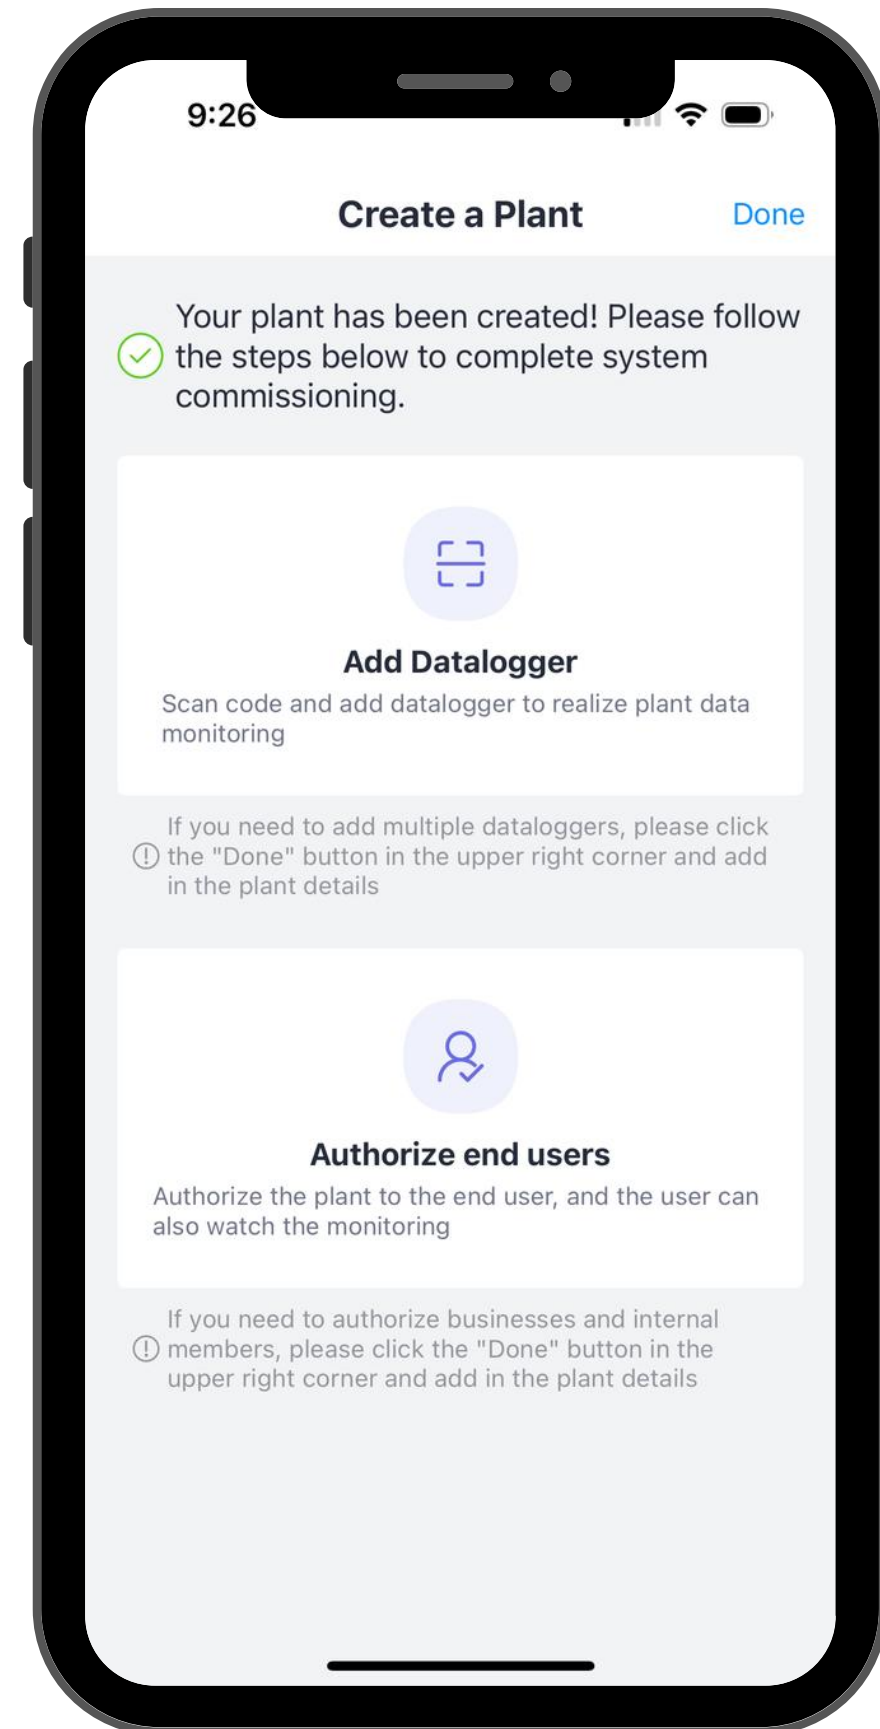 9:26
Create a Plant
Done
Your plant has been created! Please follow
the steps below to complete system
commissioning.
Add Datalogger
Scan code and add datalogger to realize plant data
monitoring
If you need to add multiple dataloggers, please click
the "Done" button in the upper right corner and add
in the plant details
Authorize end users
Authorize the plant to the end user, and the user can
also watch the monitoring
If you need to authorize businesses and internal
members, please click the "Done" button in the
upper right corner and add in the plant details